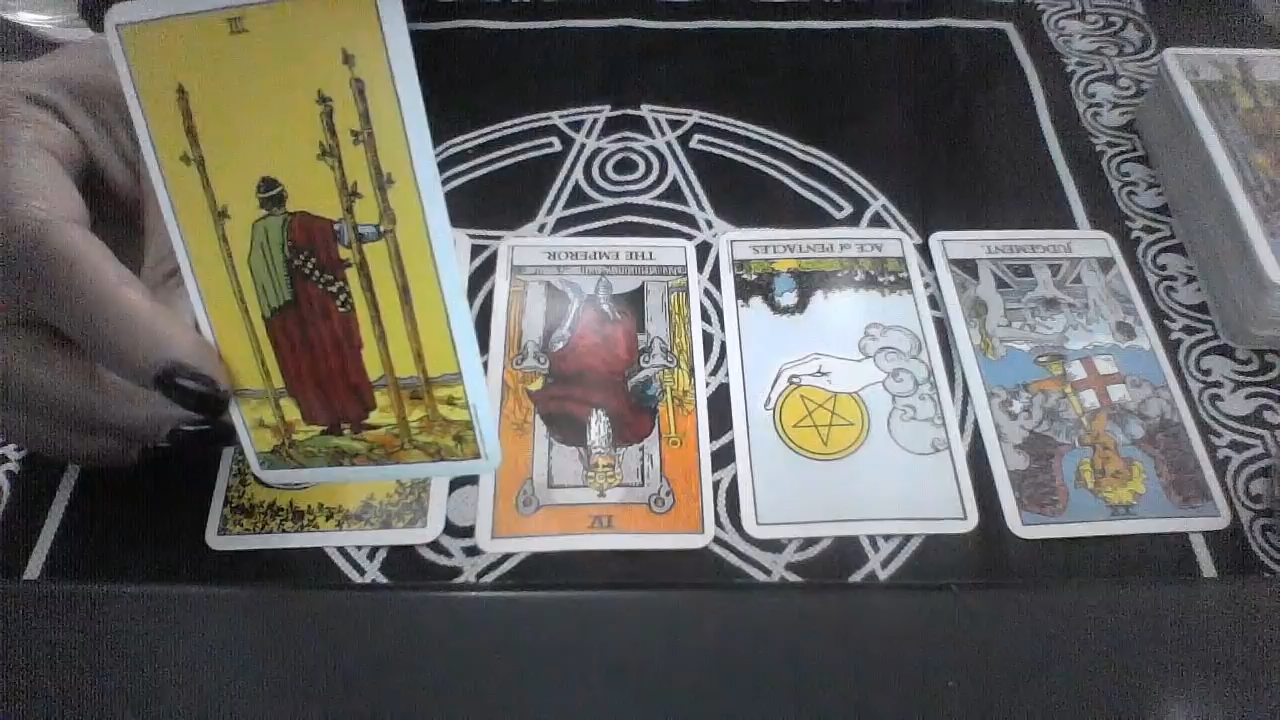 III
THE EMPEROR.
IV
ACE of PENTACLES.
JUDGEMENT.